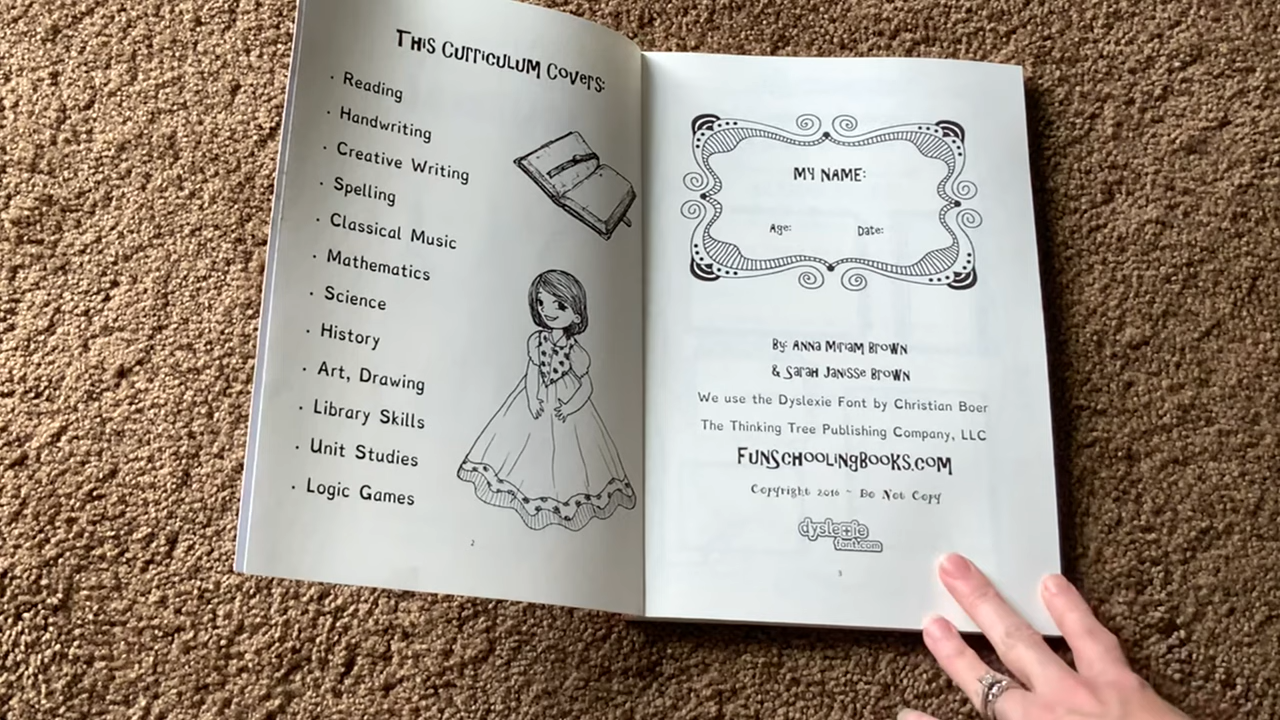 This Curriculum Covers:
· Reading
· Handwriting
· Creative Writing
· Spelling
· Classical Music
· Mathematics
· Science
· History
· Art, Drawing
· Library Skills
· Unit Studies
· Logic Games
2
MY NAME:
Age: Date:
By: Anna Miriam Brown
& Sarah Janisse Brown
We use the Dyslexie Font by Christian Boer
The Thinking Tree Publishing Company, LLC
FUNSCHOOLINGBOOKS.COM
Copyright 2016 ~ Do Not Copy
dyslexie
font.com
3